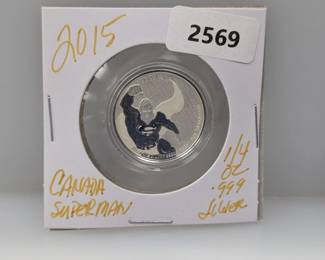 2015
2569
CANADA
SUPERMAN
1/4
OZ
.999
SILVER